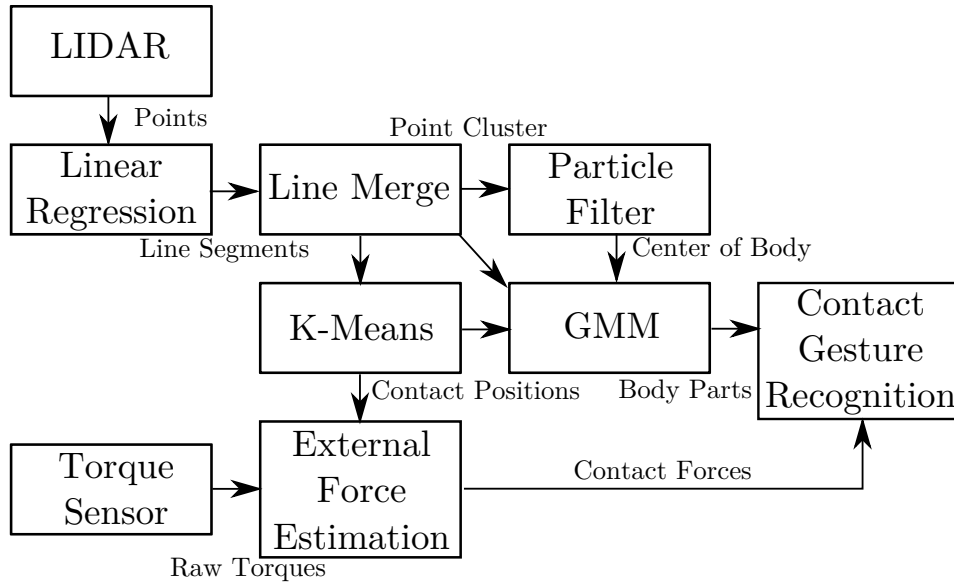 LIDAR
Points
Point Cluster
Linear
Regression
Line Merge
Particle
Filter
Line Segments
Center of Body
K-Means
GMM
Contact
Gesture
Recognition
Contact Positions
Body Parts
Torque
Sensor
External
Force
Estimation
Contact Forces
Raw Torques